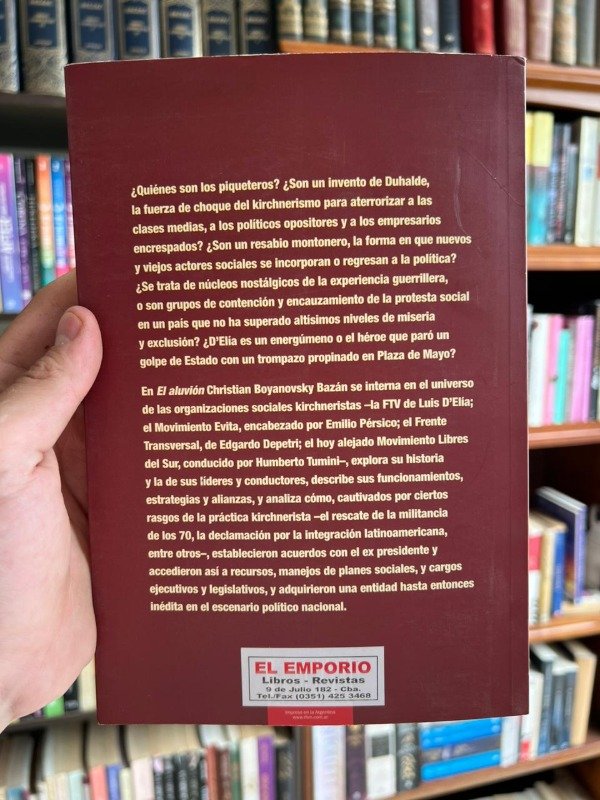 ¿Quiénes son los piqueteros? ¿Son un invento de Duhalde,
la fuerza de choque del kirchnerismo para aterrorizar a las
clases medias, a los políticos opositores y a los empresarios
encrespados? ¿Son un resabio montonero, la forma en que nuevos
y viejos actores sociales se incorporan o regresan a la política?
¿Se trata de núcleos nostálgicos de la experiencia guerrillera,
o son grupos de contención y encauzamiento de la protesta social
en un país que no ha superado altísimos niveles de miseria
y exclusión? ¿D'Elía es un energúmeno o el héroe que paró un
golpe de Estado con un trompazo propinado en Plaza de Mayo?
En El aluvión Christian Boyanovsky Bazán se interna en el universo
de las organizaciones sociales kirchneristas –la FTV de Luis D'Elía;
el Movimiento Evita, encabezado por Emilio Pérsico; el Frente
Transversal, de Edgardo Depetri; el hoy alejado Movimiento Libres
del Sur, conducido por Humberto Tumini–, explora su historia
y la de sus líderes y conductores, describe sus funcionamientos,
estrategias y alianzas, y analiza cómo, cautivados por ciertos
rasgos de la práctica kirchnerista –el rescate de la militancia
de los 70, la declamación por la integración latinoamericana,
entre otros–, establecieron acuerdos con el ex presidente y
accedieron así a recursos, manejos de planes sociales, y cargos
ejecutivos y legislativos, y adquirieron una entidad hasta entonces
inédita en el escenario político nacional.
EL EMPORIO
Libros - Revistas
9 de Julio 182 - Cba.
Tel./Fax (0351) 425 3468
Impreso en La Argentina